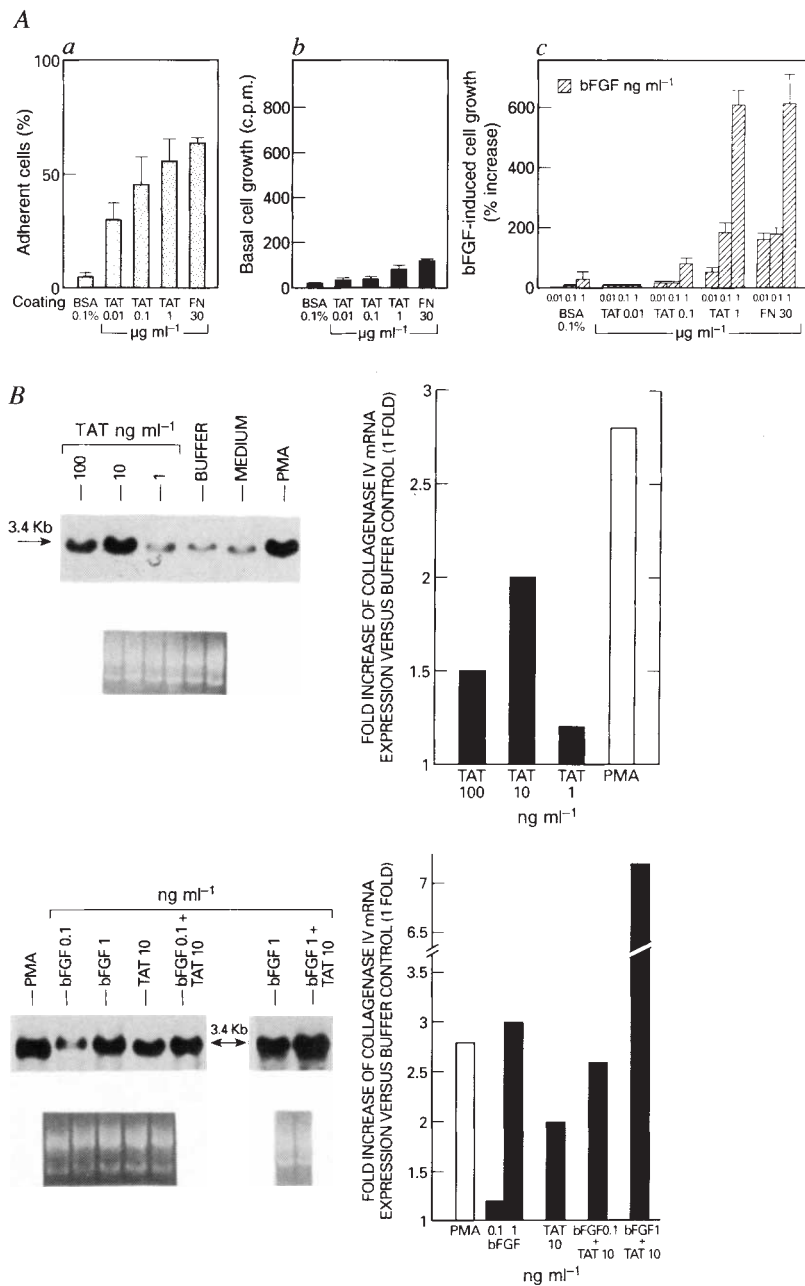 A
a
b
c
100
50
0
Adherent cells (%)
800
600
400
200
0
Basal cell growth (c.p.m.)
600
400
200
0
bFGF-induced cell growth
(% increase)
bFGF ng ml⁻¹
Coating
BSA TAT TAT TAT FN
0.1% 0.01 0.1 1 30
µg ml⁻¹
BSA TAT TAT TAT FN
0.1% 0.01 0.1 1 30
µg ml⁻¹
0.01 0.1 1 0.01 0.1 1 0.01 0.1 1 0.01 0.1 1 0.01 0.1 1
BSA TAT 0.01 TAT 0.1 TAT 1 FN 30
0.1%
µg ml⁻¹
B
TAT ng ml⁻¹
100
10
1
BUFFER
MEDIUM
PMA
3.4 Kb
FOLD INCREASE OF COLLAGENASE IV mRNA
EXPRESSION VERSUS BUFFER CONTROL (1 FOLD)
3
2.5
2
1.5
1
TAT TAT TAT PMA
100 10 1
ng ml⁻¹
ng ml⁻¹
PMA
bFGF 0.1
bFGF 1
TAT 10
bFGF 0.1 +
TAT 10
bFGF 1
bFGF 1 +
TAT 10
3.4 Kb
FOLD INCREASE OF COLLAGENASE IV mRNA
EXPRESSION VERSUS BUFFER CONTROL (1 FOLD)
7
6.5
3.5
3
2.5
2
1.5
1
PMA 0.1 1 TAT bFGF0.1 bFGF1
bFGF 10 + +
TAT 10 TAT 10
ng ml⁻¹